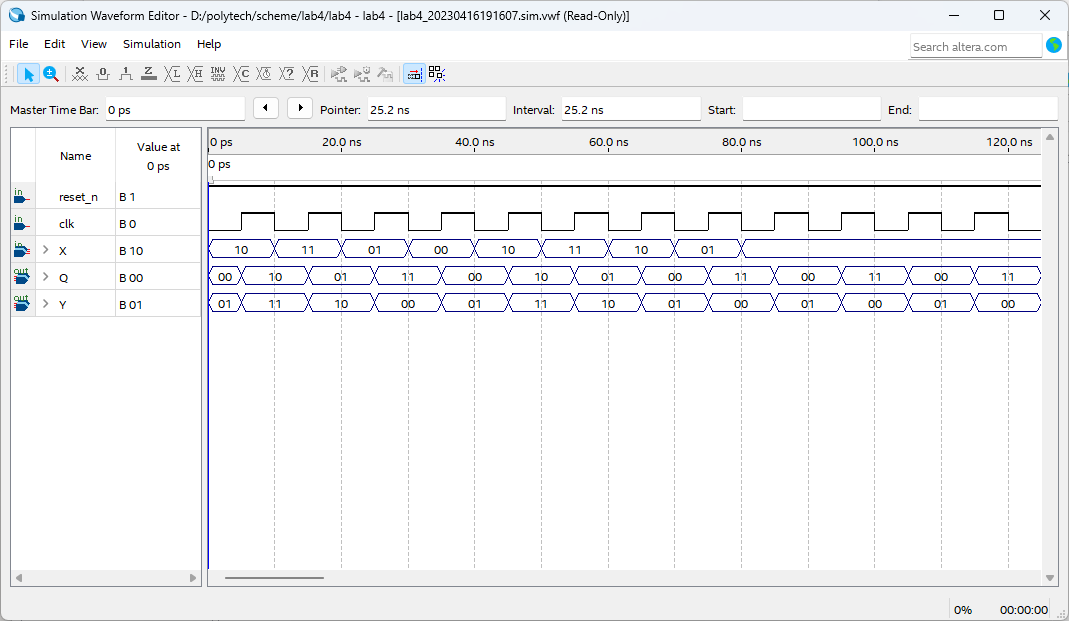 Simulation Waveform Editor - D:/polytech/scheme/lab4/lab4 - lab4 - [lab4_20230416191607.sim.vwf (Read-Only)]
File Edit View Simulation Help
Search altera.com
Master Time Bar: 0 ps Pointer: 25.2 ns Interval: 25.2 ns Start: End:
Name Value at 0 ps
0 ps 20.0 ns 40.0 ns 60.0 ns 80.0 ns 100.0 ns 120.0 ns
0 ps
in reset_n B 1
in clk B 0
in X B 10 10 11 01 00 10 11 10 01
out Q B 00 00 10 01 11 00 10 01 00 11 00 11 00 11
out Y B 01 01 11 10 00 01 11 10 01 00 01 00 01 00
0% 00:00:00